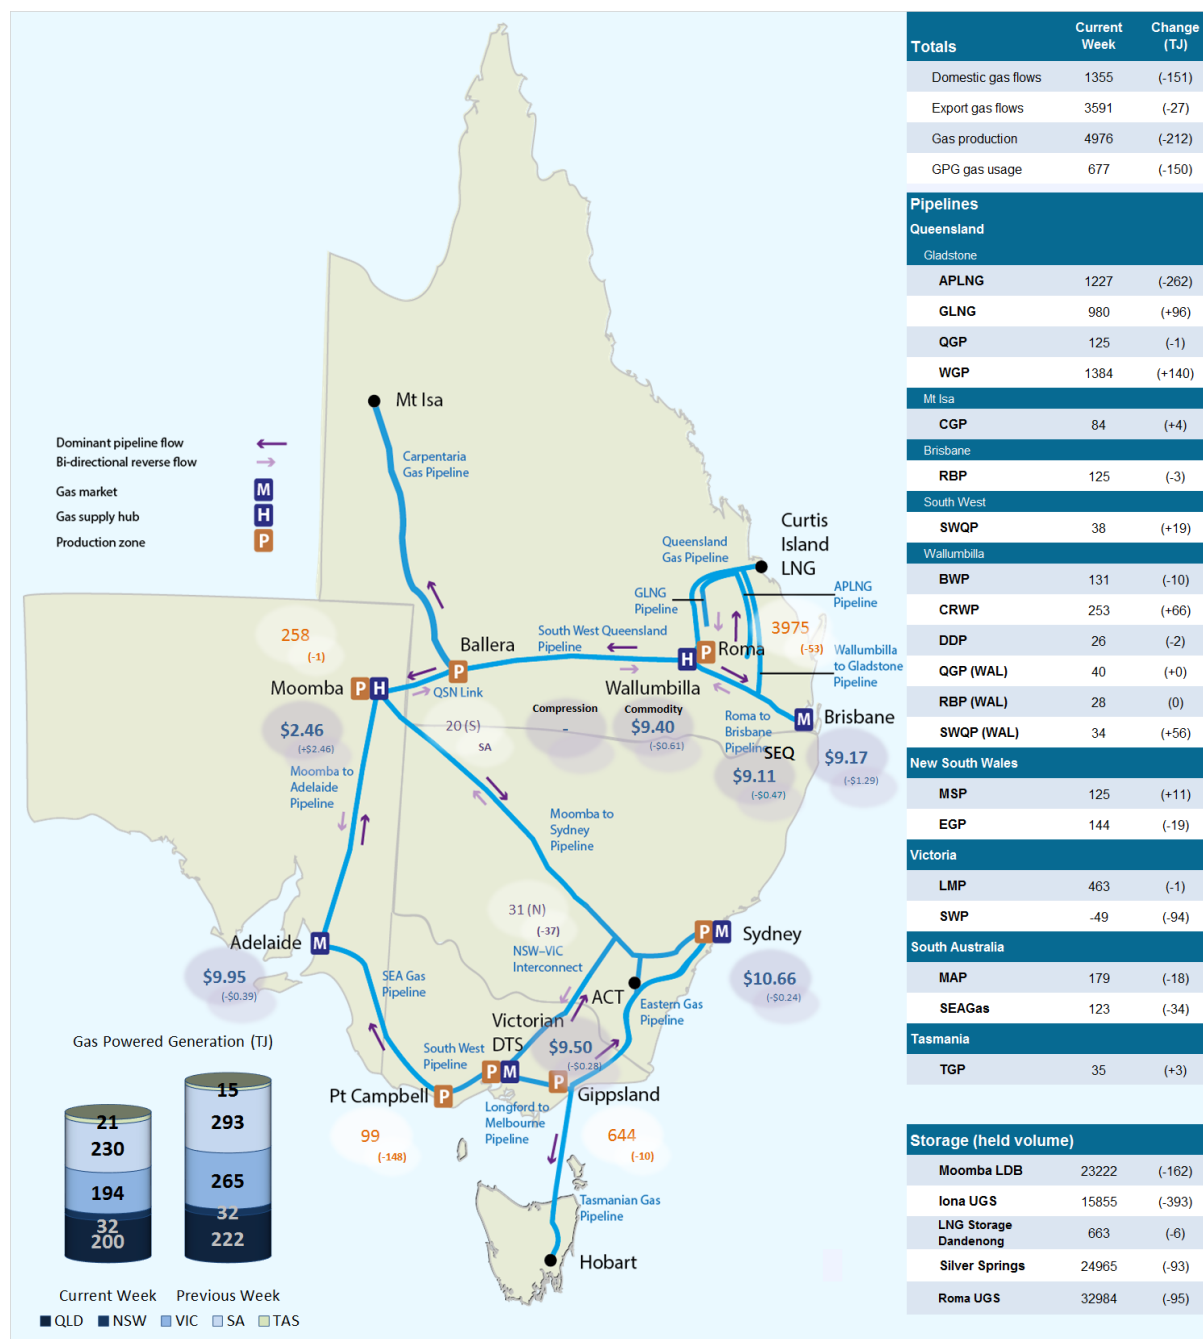 Mt Isa
Dominant pipeline flow
Bi-directional reverse flow
Gas market M
Gas supply hub H
Production zone P
Carpentaria
Gas Pipeline
Curtis
Island
LNG
Queensland
Gas Pipeline
GLNG
Pipeline
APLNG
Pipeline
3975
(-53)
Wallumbilla
to Gladstone
Pipeline
258
(-1)
Ballera
P
South West Queensland
Pipeline
H P Roma
Wallumbilla
Moomba P H
QSN Link
$2.46
(+$2.46)
20 (S)
SA
Compression
-
Commodity
$9.40
(-$0.61)
Roma to
Brisbane
Pipeline
M Brisbane
SEQ
$9.11
(-$0.47)
$9.17
(-$1.29)
Moomba to
Adelaide
Pipeline
Moomba to
Sydney
Pipeline
31 (N)
(-37)
NSW–VIC
Interconnect
Adelaide M
$9.95
(-$0.39)
SEA Gas
Pipeline
P M Sydney
$10.66
(-$0.24)
ACT
Eastern Gas
Pipeline
Victorian
DTS
$9.50
(-$0.28)
South West
Pipeline
P M
P
Gippsland
Pt Campbell P
Longford to
Melbourne
Pipeline
99
(-148)
644
(-10)
Tasmanian Gas
Pipeline
Hobart
Gas Powered Generation (TJ)
21
230
194
32
200
15
293
265
32
222
Current Week Previous Week
QLD NSW VIC SA TAS
Totals Current Week Change (TJ)
Domestic gas flows 1355 (-151)
Export gas flows 3591 (-27)
Gas production 4976 (-212)
GPG gas usage 677 (-150)
Pipelines
Queensland
Gladstone
APLNG 1227 (-262)
GLNG 980 (+96)
QGP 125 (-1)
WGP 1384 (+140)
Mt Isa
CGP 84 (+4)
Brisbane
RBP 125 (-3)
South West
SWQP 38 (+19)
Wallumbilla
BWP 131 (-10)
CRWP 253 (+66)
DDP 26 (-2)
QGP (WAL) 40 (+0)
RBP (WAL) 28 (0)
SWQP (WAL) 34 (+56)
New South Wales
MSP 125 (+11)
EGP 144 (-19)
Victoria
LMP 463 (-1)
SWP -49 (-94)
South Australia
MAP 179 (-18)
SEAGas 123 (-34)
Tasmania
TGP 35 (+3)
Storage (held volume)
Moomba LDB 23222 (-162)
Iona UGS 15855 (-393)
LNG Storage
Dandenong 663 (-6)
Silver Springs 24965 (-93)
Roma UGS 32984 (-95)